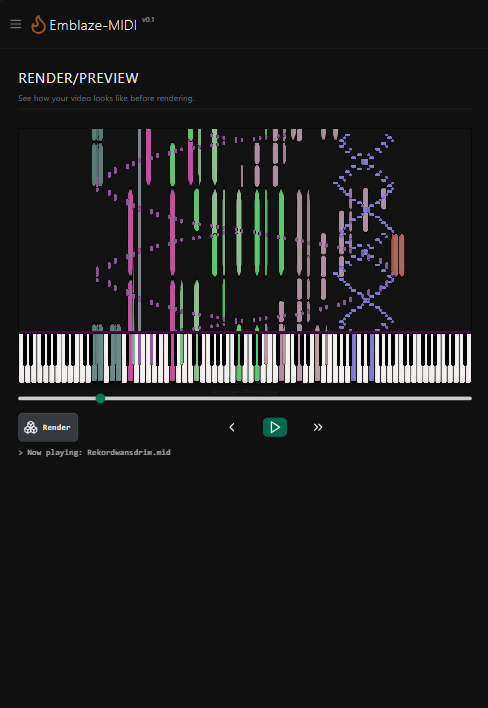 Emblaze-MIDI v0.1
RENDER/PREVIEW
See how your video looks like before rendering.
Render
> Now playing: Rekordwansdrim.mid